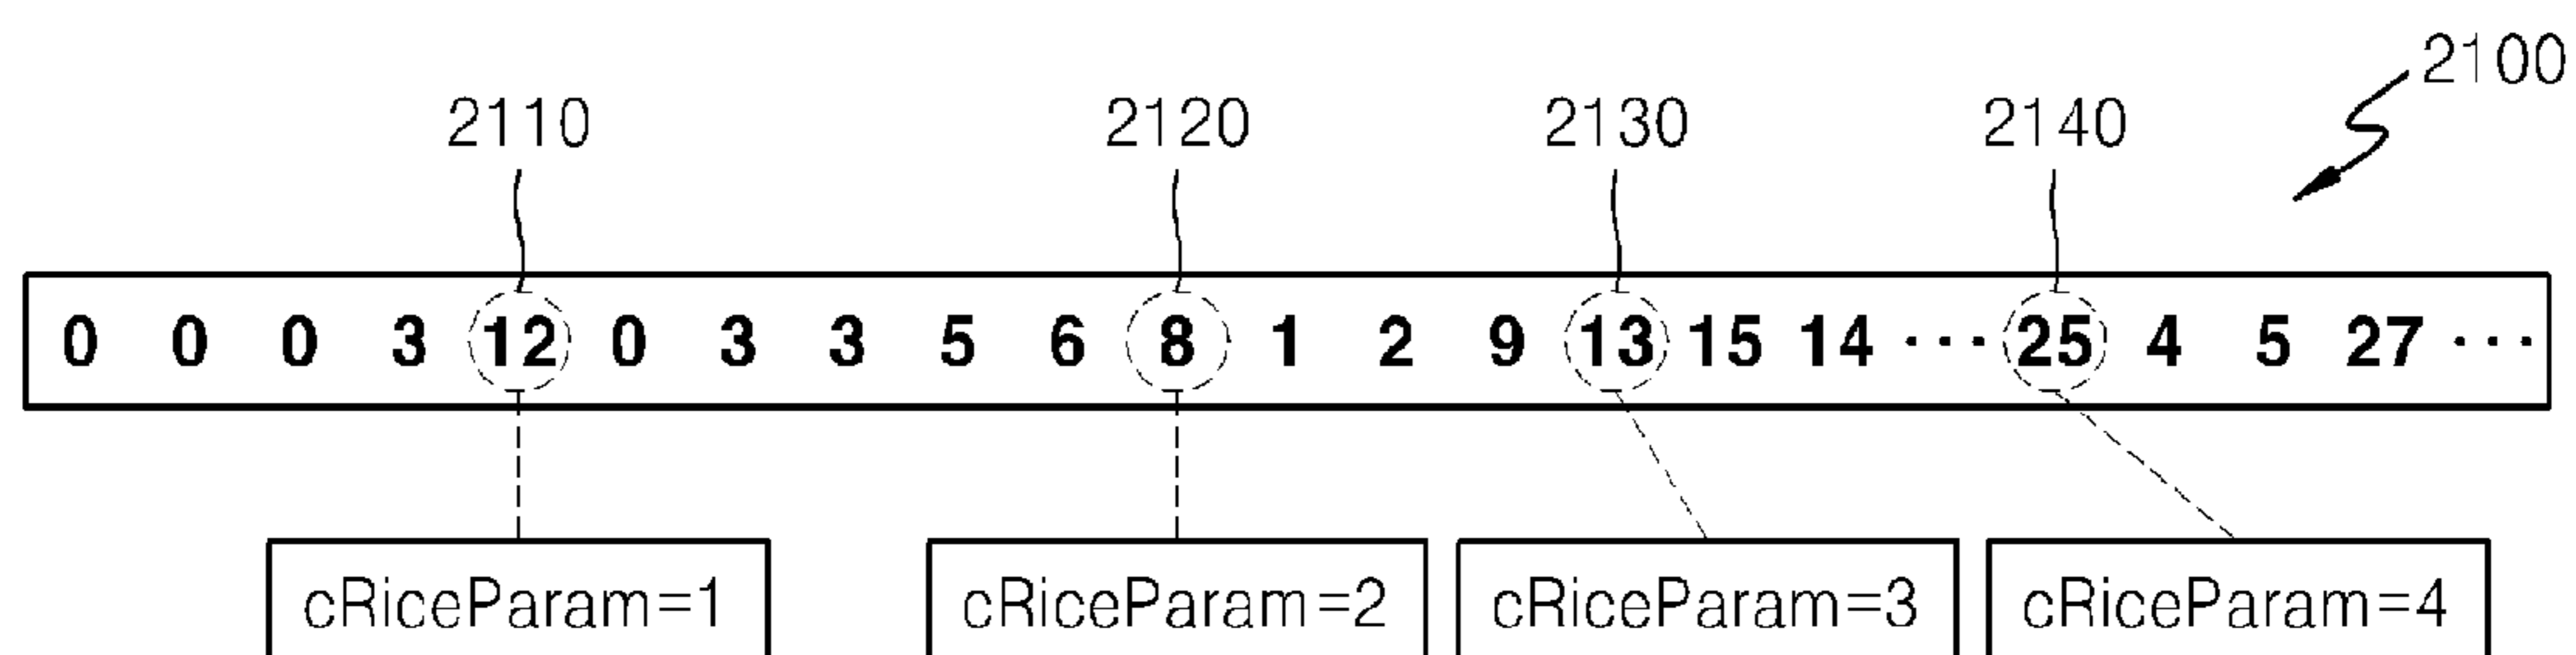 2100
2110 2120 2130 2140
0 0 0 3 12 0 3 3 5 6 8 1 2 9 13 15 14 ··· 25 4 5 27 ···
cRiceParam=1 cRiceParam=2 cRiceParam=3 cRiceParam=4